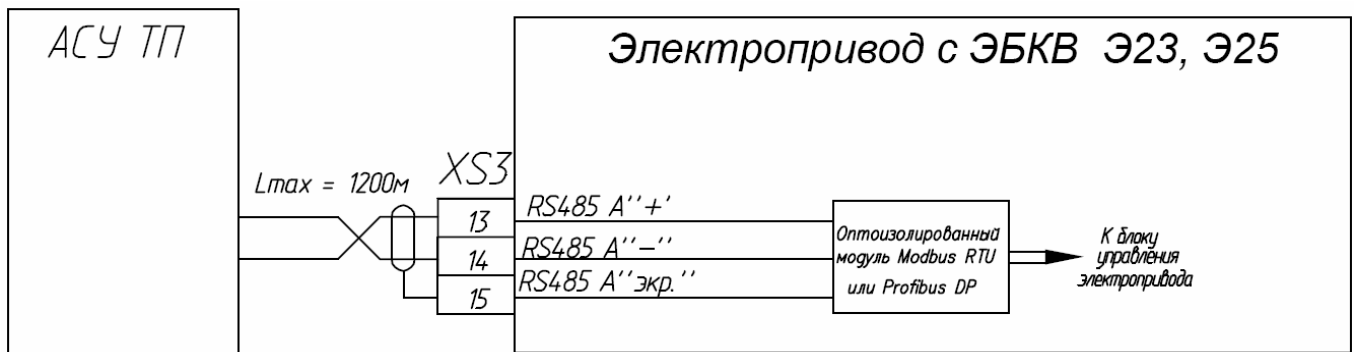 АСУ ТП
Электропривод с ЭБКВ Э23, Э25
Lmax = 1200м
XS3
13
14
15
RS485 А''+'
RS485 А''-''
RS485 А''экр.''
Оптоизолированный
модуль Modbus RTU
или Profibus DP
К блоку
управления
электропривода